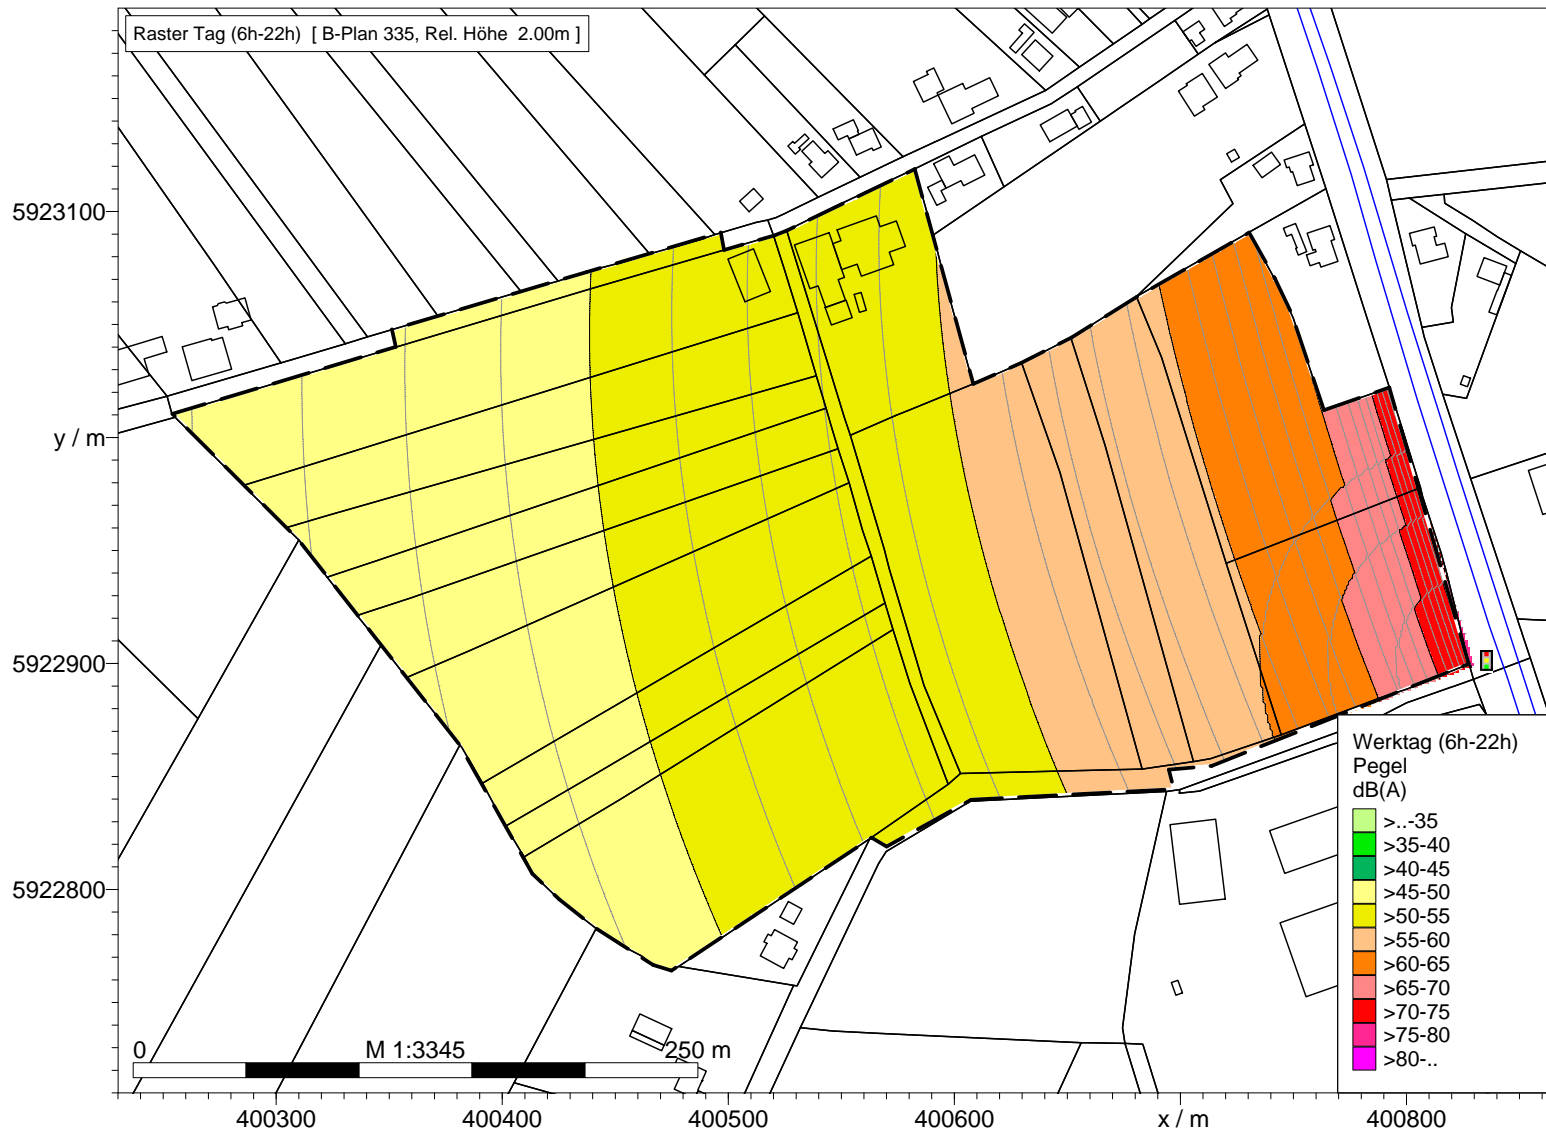 Raster Tag (6h-22h) [ B-Plan 335, Rel. Höhe 2.00m ]
5923100
y / m
5922900
5922800
Werktag (6h-22h)
Pegel
dB(A)
>..-35
>35-40
>40-45
>45-50
>50-55
>55-60
>60-65
>65-70
>70-75
>75-80
>80-..
0 M 1:3345 250 m
400300 400400 400500 400600 x / m 400800